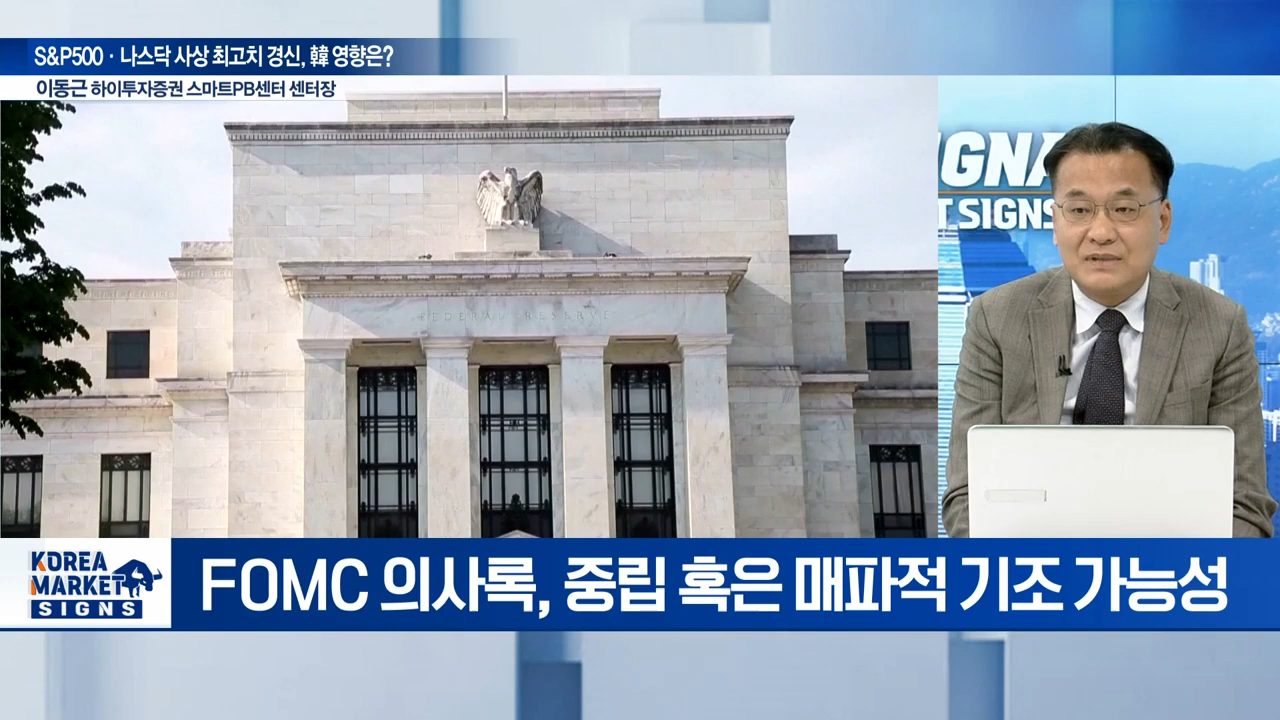 S&P500 · 나스닥 사상 최고치 경신, 韓 영향은?
이동근 하이투자증권 스마트PB센터 센터장
IGNA
T SIGNS
FEDERAL RESERVE
KOREA
MARKET
SIGNS
FOMC 의사록, 중립 혹은 매파적 기조 가능성